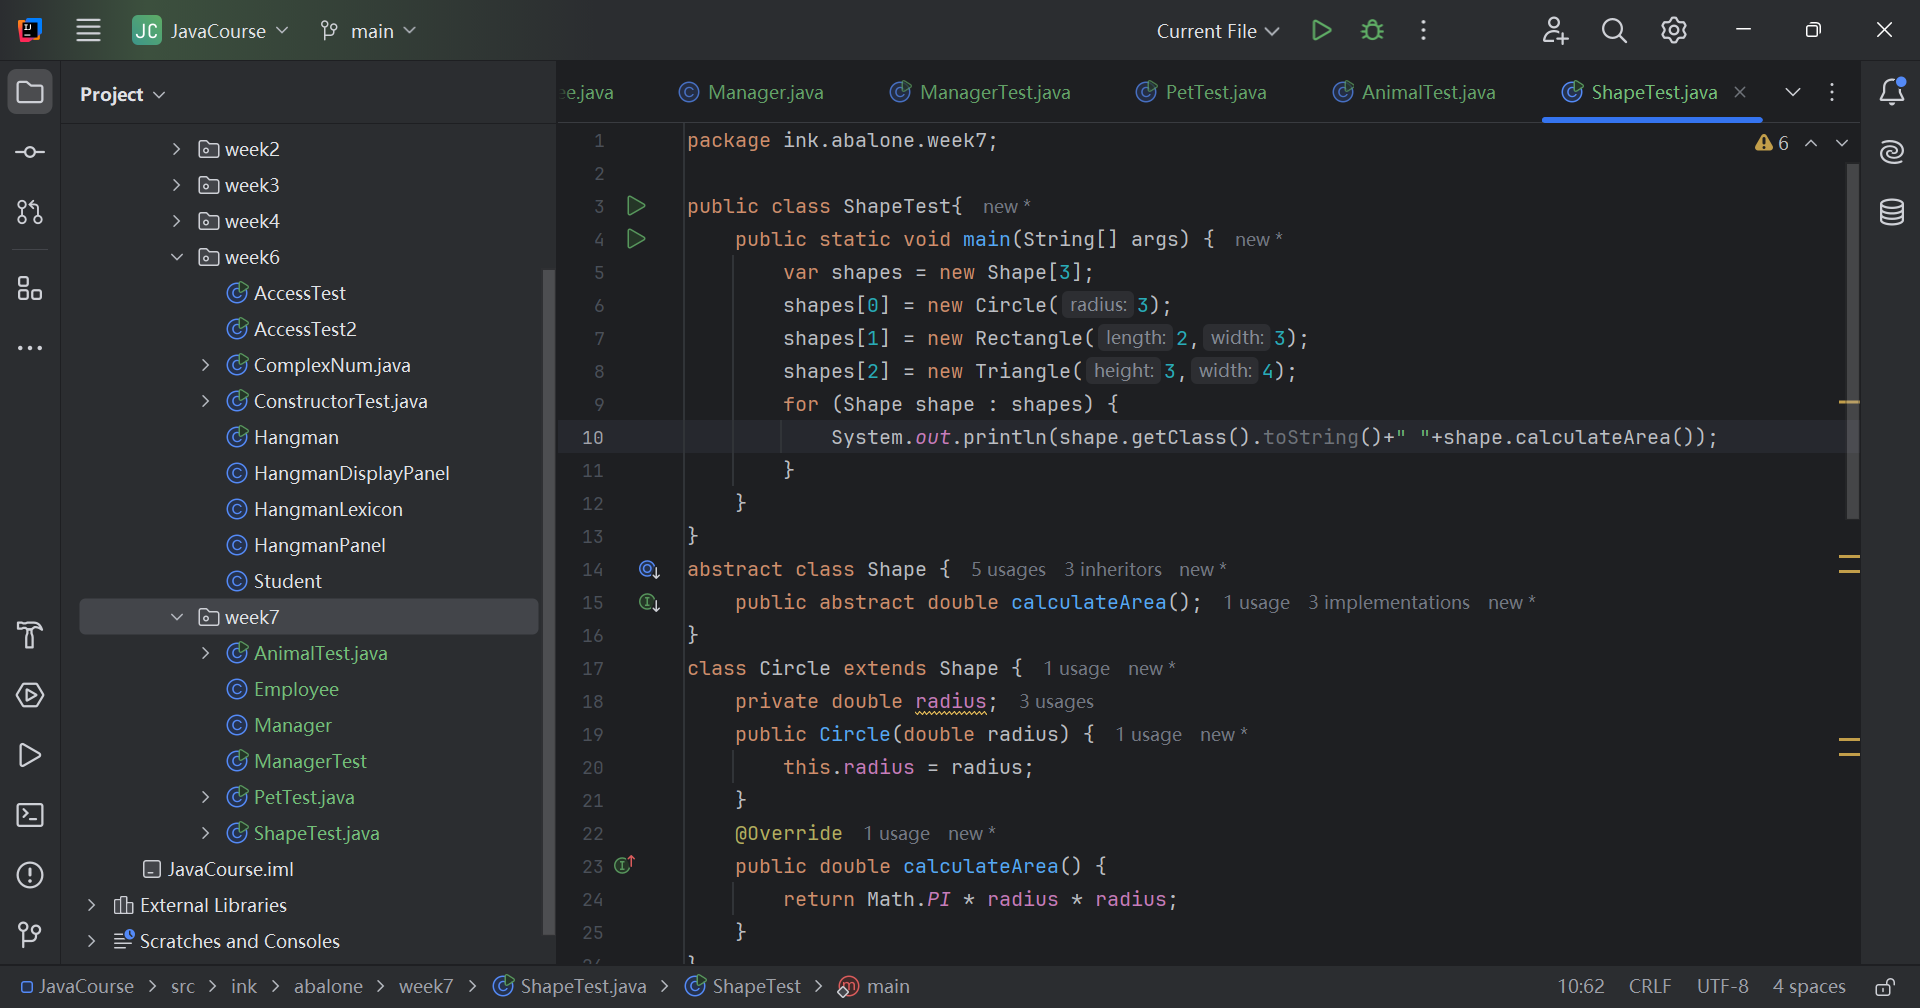 JC JavaCourse main Current File
Project
week2
week3
week4
week6
AccessTest
AccessTest2
ComplexNum.java
ConstructorTest.java
Hangman
HangmanDisplayPanel
HangmanLexicon
HangmanPanel
Student
week7
AnimalTest.java
Employee
Manager
ManagerTest
PetTest.java
ShapeTest.java
JavaCourse.iml
External Libraries
Scratches and Consoles
e.java Manager.java ManagerTest.java PetTest.java AnimalTest.java ShapeTest.java
6
1 package ink.abalone.week7;
2
3 public class ShapeTest{ new *
4 public static void main(String[] args) { new *
5 var shapes = new Shape[3];
6 shapes[0] = new Circle( radius: 3);
7 shapes[1] = new Rectangle( length: 2, width: 3);
8 shapes[2] = new Triangle( height: 3, width: 4);
9 for (Shape shape : shapes) {
10 System.out.println(shape.getClass().toString()+" "+shape.calculateArea());
11 }
12 }
13 }
14 abstract class Shape { 5 usages 3 inheritors new *
15 public abstract double calculateArea(); 1 usage 3 implementations new *
16 }
17 class Circle extends Shape { 1 usage new *
18 private double radius; 3 usages
19 public Circle(double radius) { 1 usage new *
20 this.radius = radius;
21 }
22 @Override 1 usage new *
23 public double calculateArea() {
24 return Math.PI * radius * radius;
25 }
JavaCourse src ink abalone week7 ShapeTest.java ShapeTest main
10:62 CRLF UTF-8 4 spaces